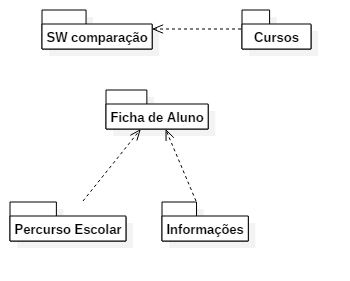 SW comparação
Cursos
Ficha de Aluno
Percurso Escolar
Informações